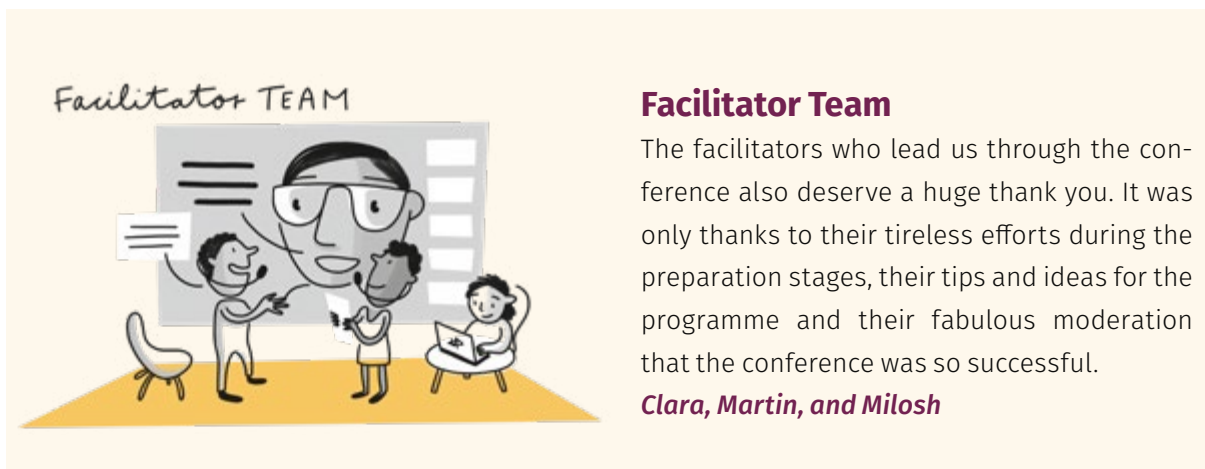 Facilitator TEAM
Facilitator Team
The facilitators who lead us through the con-
ference also deserve a huge thank you. It was
only thanks to their tireless efforts during the
preparation stages, their tips and ideas for the
programme and their fabulous moderation
that the conference was so successful.
Clara, Martin, and Milosh